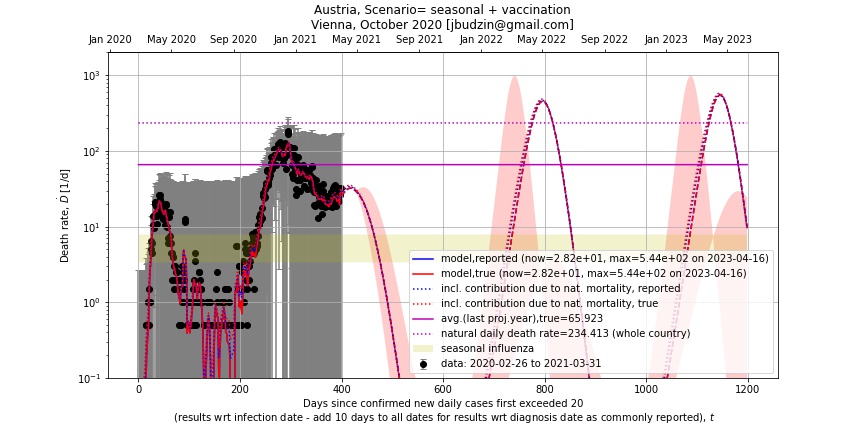 Austria, Scenario= seasonal + vaccination
Vienna, October 2020 [jbudzin@gmail.com]
Jan 2020 May 2020 Sep 2020 Jan 2021 May 2021 Sep 2021 Jan 2022 May 2022 Sep 2022 Jan 2023 May 2023
10³
10²
10¹
10⁰
10⁻¹
Death rate, Ḋ [1/d]
model,reported (now=2.82e+01, max=5.44e+02 on 2023-04-16)
model,true (now=2.82e+01, max=5.44e+02 on 2023-04-16)
incl. contribution due to nat. mortality, reported
incl. contribution due to nat. mortality, true
avg.(last proj.year),true=65.923
natural daily death rate=234.413 (whole country)
seasonal influenza
data: 2020-02-26 to 2021-03-31
0 200 400 600 800 1000 1200
Days since confirmed new daily cases first exceeded 20
(results wrt infection date - add 10 days to all dates for results wrt diagnosis date as commonly reported), t